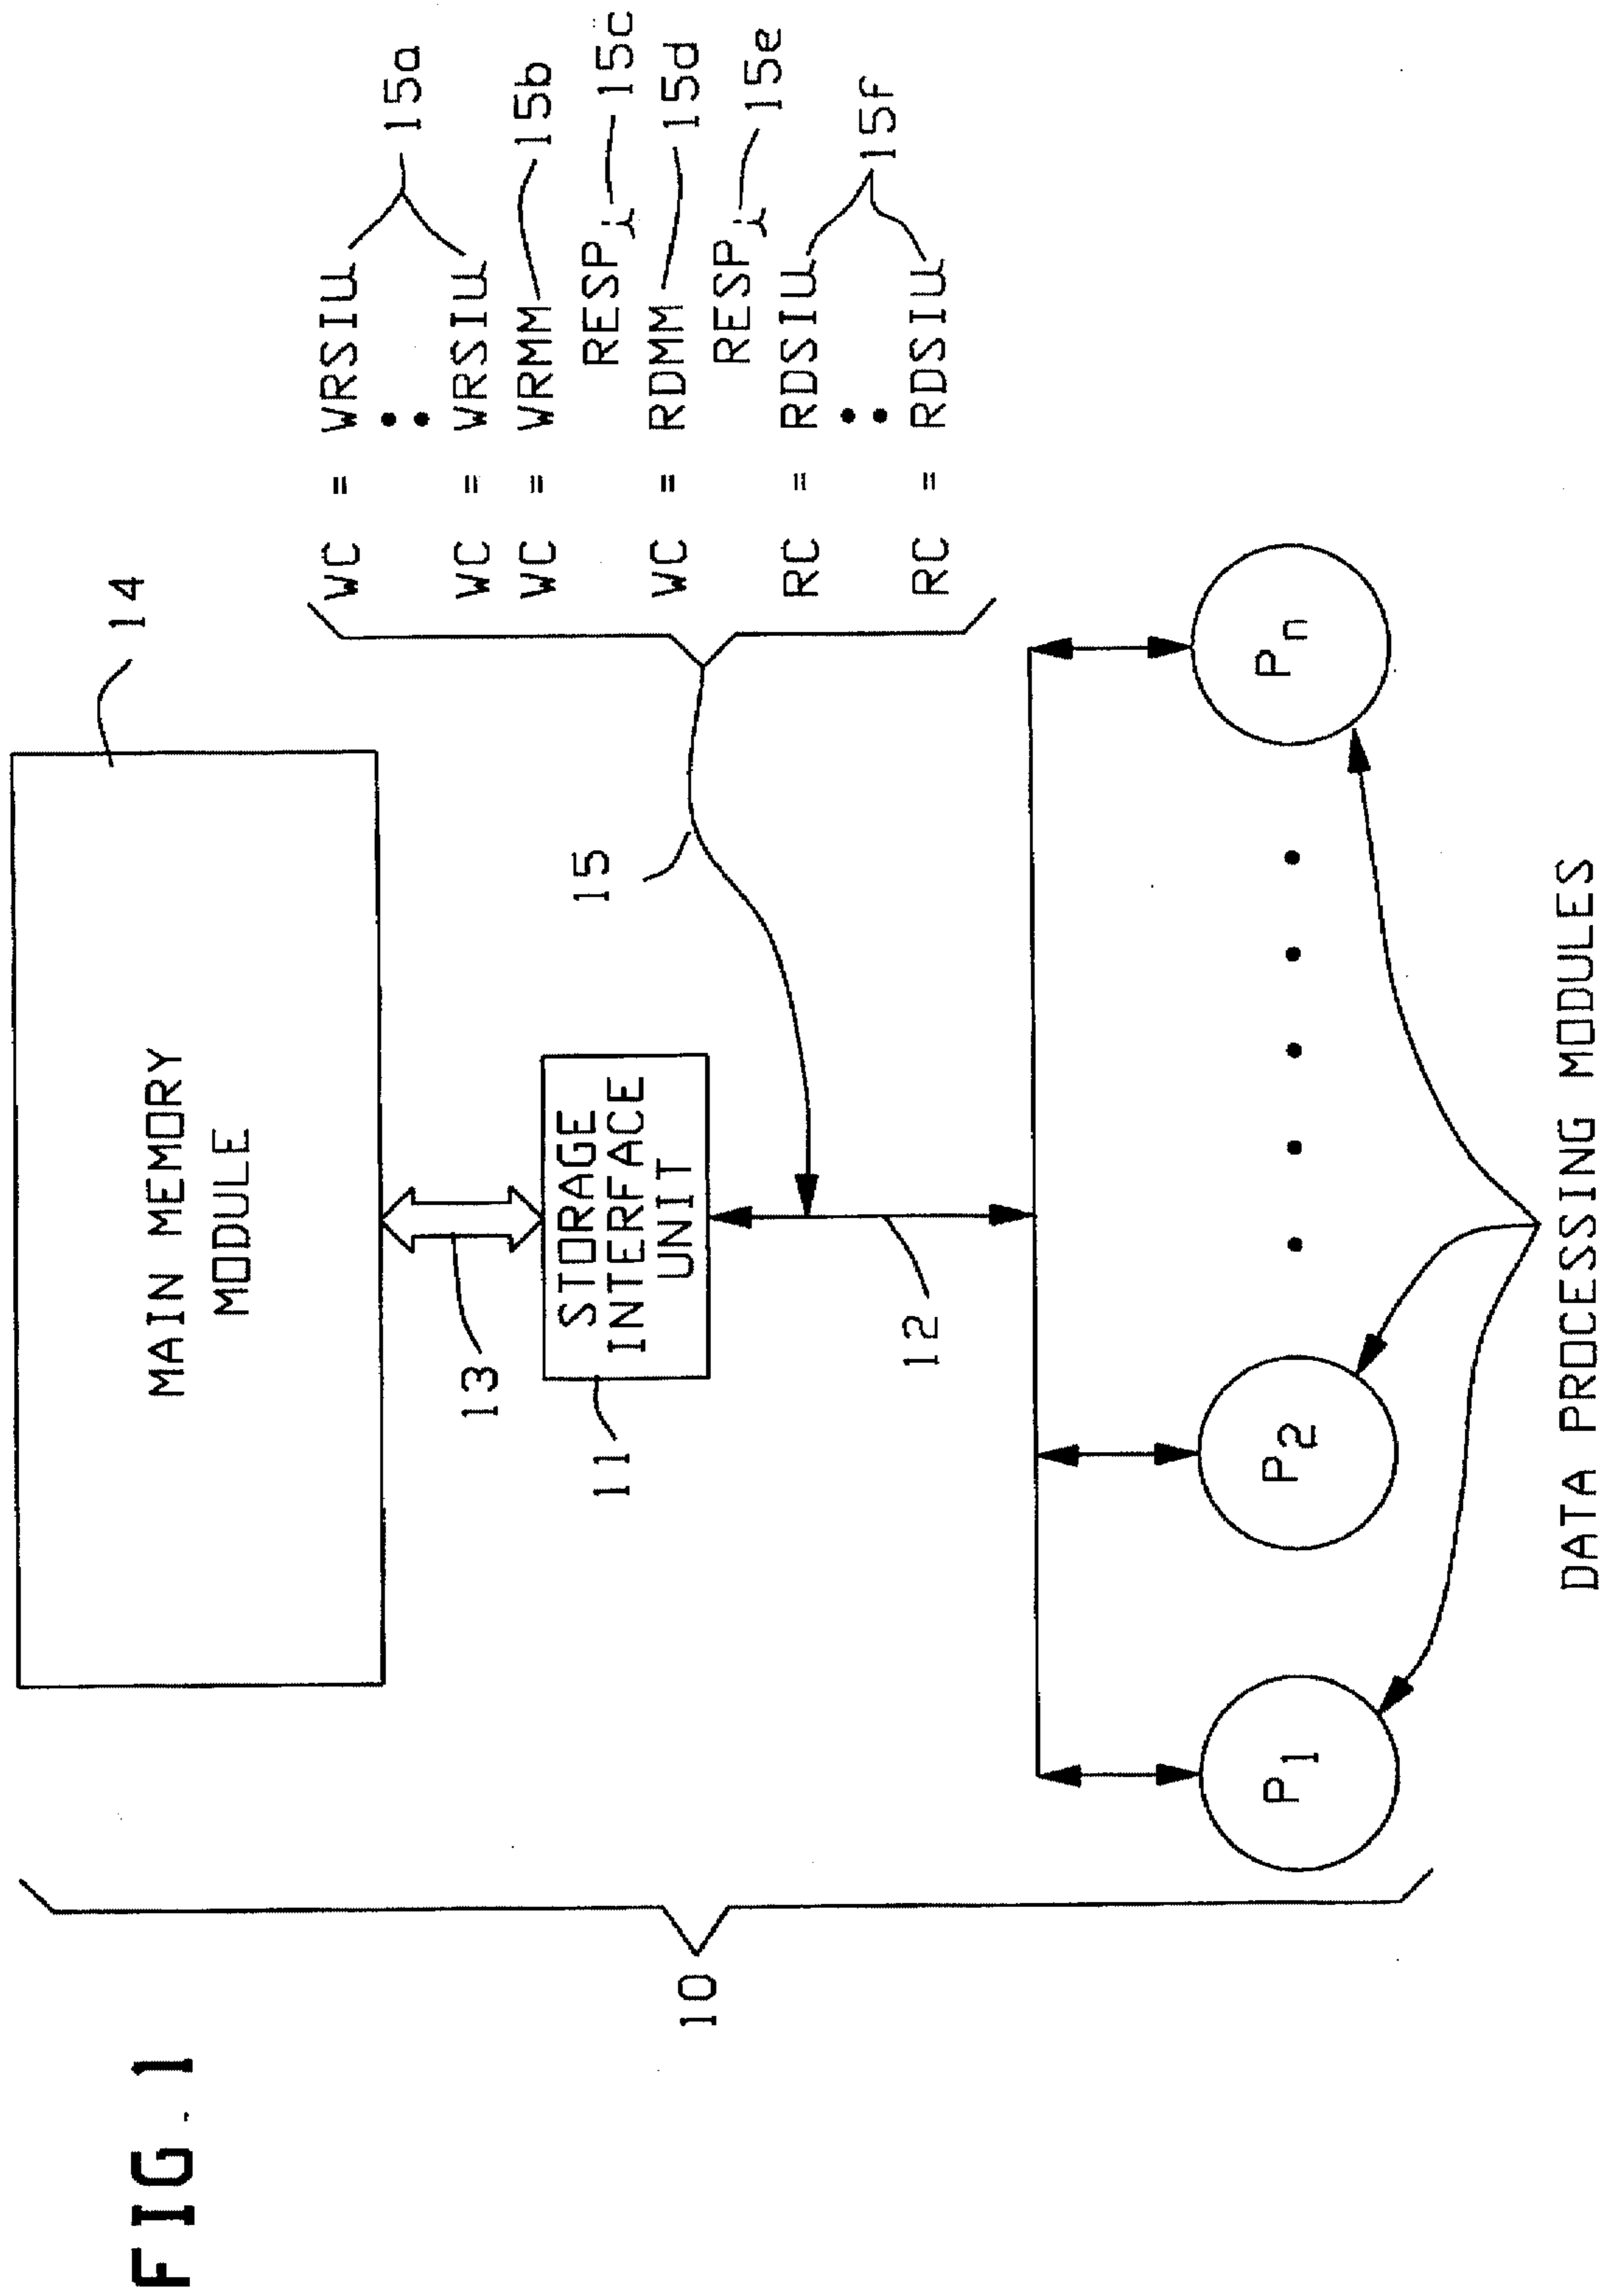 FIG. 1
10
MAIN MEMORY
MODULE
14
13
11
STORAGE
INTERFACE
UNIT
12
15
WC = WRSIU
WC = WRSIU
15a
WC = WRMM
15b
RESP
15c
WC = RDMM
15d
RESP
15e
RC = RDSIU
RC = RDSIU
15f
P1
P2
Pn
DATA PROCESSING MODULES